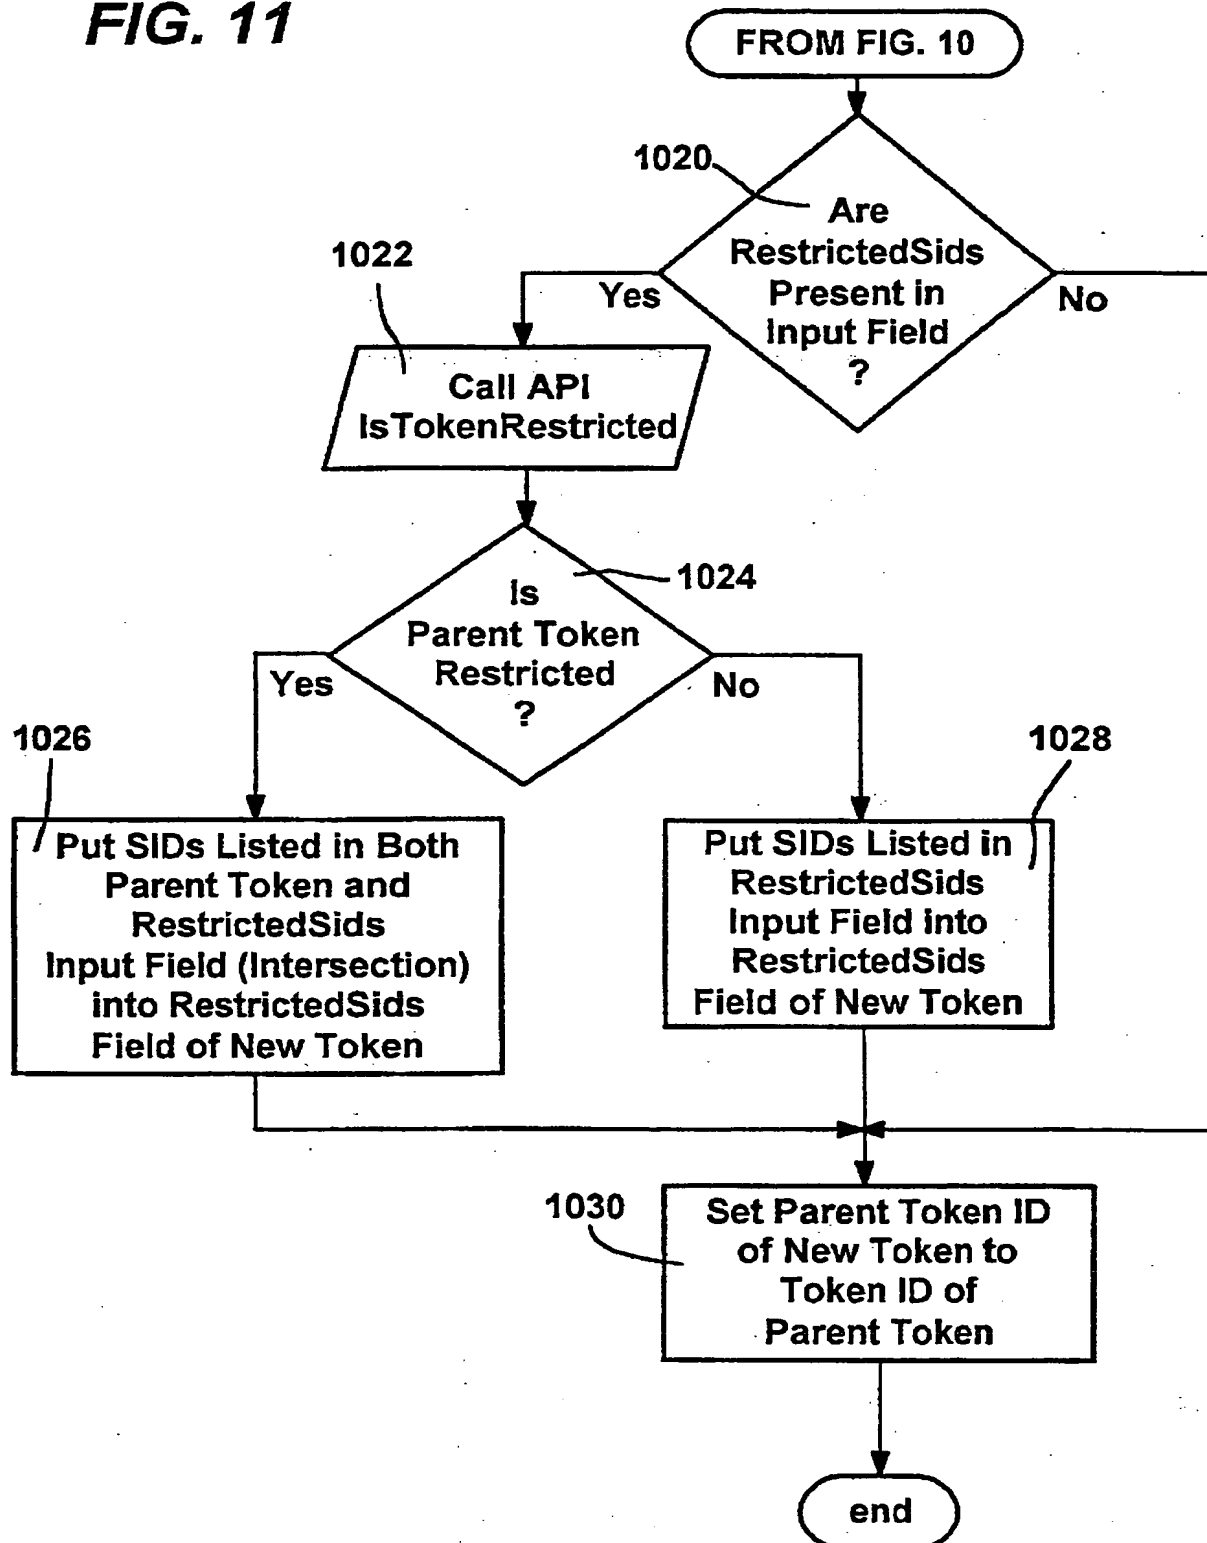 FIG. 11
FROM FIG. 10
1020
Are
RestrictedSids
Present in
Input Field
?
Yes
No
1022
Call API
IsTokenRestricted
1024
Is
Parent Token
Restricted
?
Yes
No
1026
Put SIDs Listed in Both
Parent Token and
RestrictedSids
Input Field (Intersection)
into RestrictedSids
Field of New Token
1028
Put SIDs Listed in
RestrictedSids
Input Field into
RestrictedSids
Field of New Token
1030
Set Parent Token ID
of New Token to
Token ID of
Parent Token
end